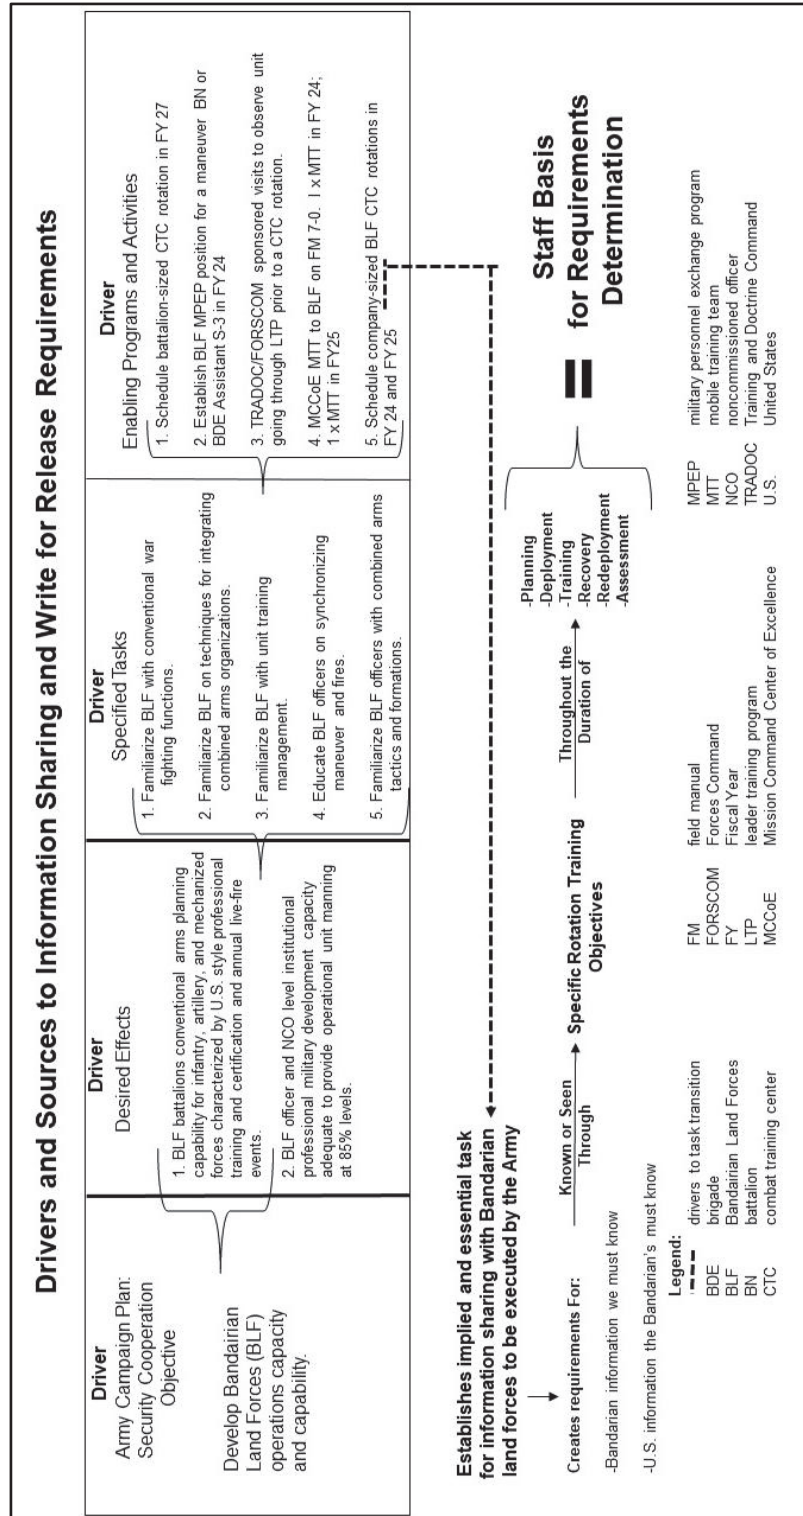 Drivers and Sources to Information Sharing and Write for Release Requirements
Driver
Army Campaign Plan:
Security Cooperation
Objective
Develop Bandairian
Land Forces (BLF)
operations capacity
and capability.
Driver
Desired Effects
1. BLF battalions conventional arms planning
capability for infantry, artillery, and mechanized
forces characterized by U.S. style professional
training and certification and annual live-fire
events.
2. BLF officer and NCO level institutional
professional military development capacity
adequate to provide operational unit manning
at 85% levels.
Driver
Specified Tasks
1. Familiarize BLF with conventional war
fighting functions.
2. Familiarize BLF on techniques for integrating
combined arms organizations.
3. Familiarize BLF with unit training
management.
4. Educate BLF officers on synchronizing
maneuver and fires.
5. Familiarize BLF officers with combined arms
tactics and formations.
Driver
Enabling Programs and Activities
1. Schedule battalion-sized CTC rotation in FY 27
2. Establish BLF MPEP position for a maneuver BN or
BDE Assistant S-3 in FY 24
3. TRADOC/FORSCOM sponsored visits to observe unit
going through LTP prior to a CTC rotation.
4. MCCoE MTT to BLF on FM 7-0. I x MTT in FY 24;
1 x MTT in FY25
5. Schedule company-sized BLF CTC rotations in
FY 24 and FY 25
Establishes implied and essential task
for information sharing with Bandarian
land forces to be executed by the Army
Creates requirements For:
-Bandarian information we must know
-U.S. information the Bandarian's must know
Known or Seen
Through
Specific Rotation Training
Objectives
Throughout the
Duration of
-Planning
-Deployment
-Training
-Recovery
-Redeployment
-Assessment
=
Staff Basis
for Requirements
Determination
Legend:
drivers to task transition
BDE brigade
BLF Bandairian Land Forces
BN battalion
CTC combat training center
FM field manual
FORSCOM Forces Command
FY Fiscal Year
LTP leader training program
MCCoE Mission Command Center of Excellence
MPEP military personnel exchange program
MTT mobile training team
NCO noncommissioned officer
TRADOC Training and Doctrine Command
U.S. United States